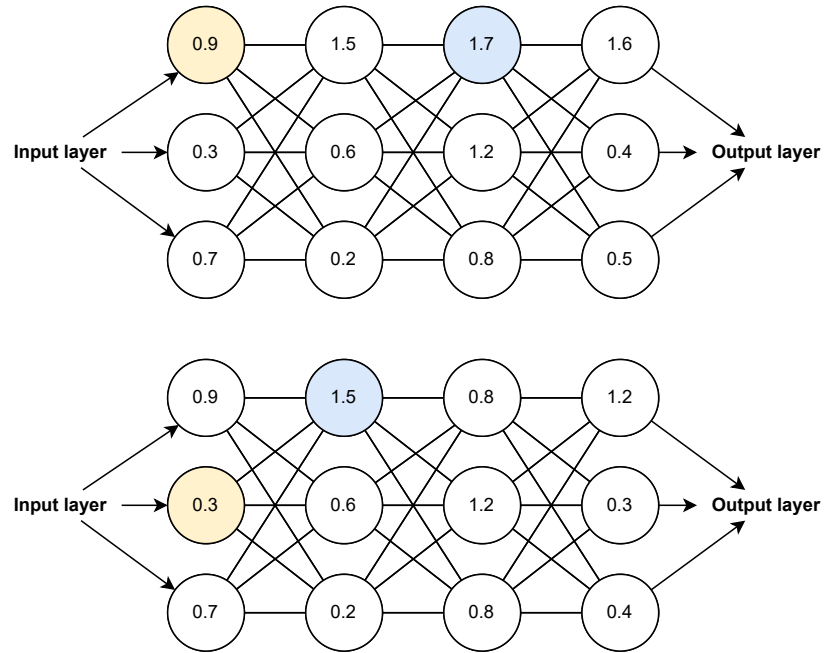 0.9 1.5 1.7 1.6
Input layer 0.3 0.6 1.2 0.4 Output layer
0.7 0.2 0.8 0.5
0.9 1.5 0.8 1.2
Input layer 0.3 0.6 1.2 0.3 Output layer
0.7 0.2 0.8 0.4